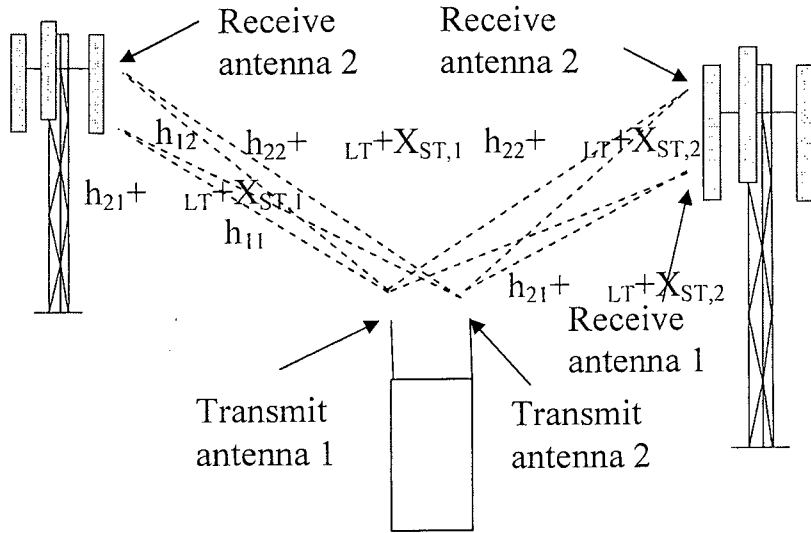 Receive
antenna 2
Receive
antenna 2
h12
h22+ LT+XST,1
h22+ LT+XST,2
h21+ LT+XST,1
h11
h21+ LT+XST,2
Receive
antenna 1
Transmit
antenna 1
Transmit
antenna 2